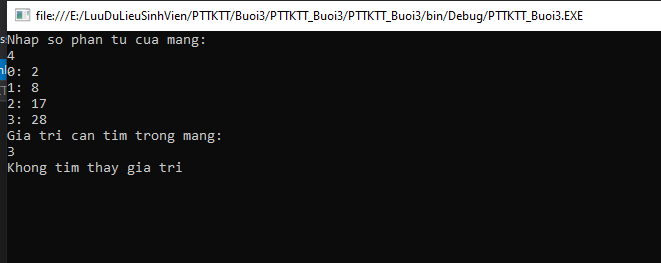 file:///E:/LuuDuLieuSinhVien/PTTKTT/Buoi3/PTTKTT_Buoi3/PTTKTT_Buoi3/bin/Debug/PTTKTT_Buoi3.EXE
Nhap so phan tu cua mang:
4
0: 2
1: 8
2: 17
3: 28
Gia tri can tim trong mang:
3
Khong tim thay gia tri